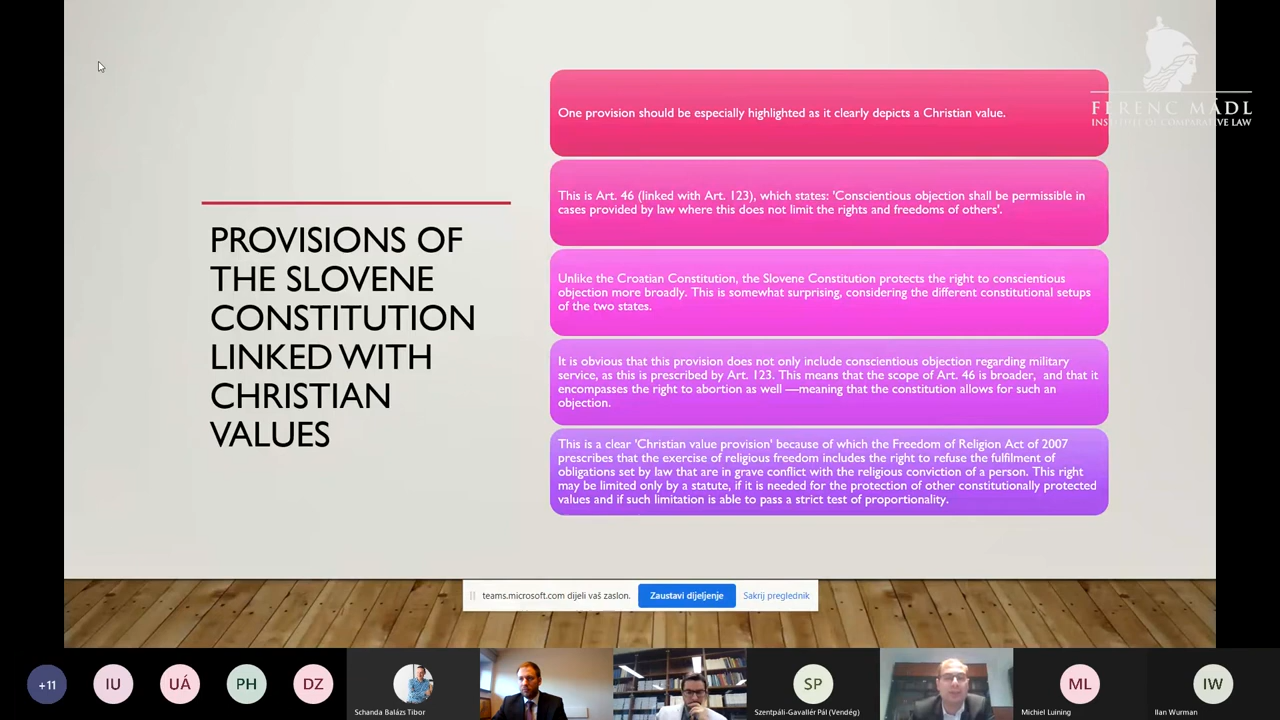 FERENC MÁDL
INSTITUTE OF COMPARATIVE LAW
PROVISIONS OF
THE SLOVENE
CONSTITUTION
LINKED WITH
CHRISTIAN
VALUES
One provision should be especially highlighted as it clearly depicts a Christian value.
This is Art. 46 (linked with Art. 123), which states: 'Conscientious objection shall be permissible in
cases provided by law where this does not limit the rights and freedoms of others'.
Unlike the Croatian Constitution, the Slovene Constitution protects the right to conscientious
objection more broadly. This is somewhat surprising, considering the different constitutional setups
of the two states.
It is obvious that this provision does not only include conscientious objection regarding military
service, as this is prescribed by Art. 123. This means that the scope of Art. 46 is broader,  and that it
encompasses the right to abortion as well —meaning that the constitution allows for such an
objection.
This is a clear 'Christian value provision' because of which the Freedom of Religion Act of 2007
prescribes that the exercise of religious freedom includes the right to refuse the fulfilment of
obligations set by law that are in grave conflict with the religious conviction of a person. This right
may be limited only by a statute, if it is needed for the protection of other constitutionally protected
values and if such limitation is able to pass a strict test of proportionality.
teams.microsoft.com dijeli vaš zaslon.
Zaustavi dijeljenje
Sakrij preglednik
+11
IU
UÁ
PH
DZ
Schanda Balázs Tibor
SP
Szentpáli-Gavallér Pál (Vendég)
ML
Michiel Luining
IW
Ilan Wurman